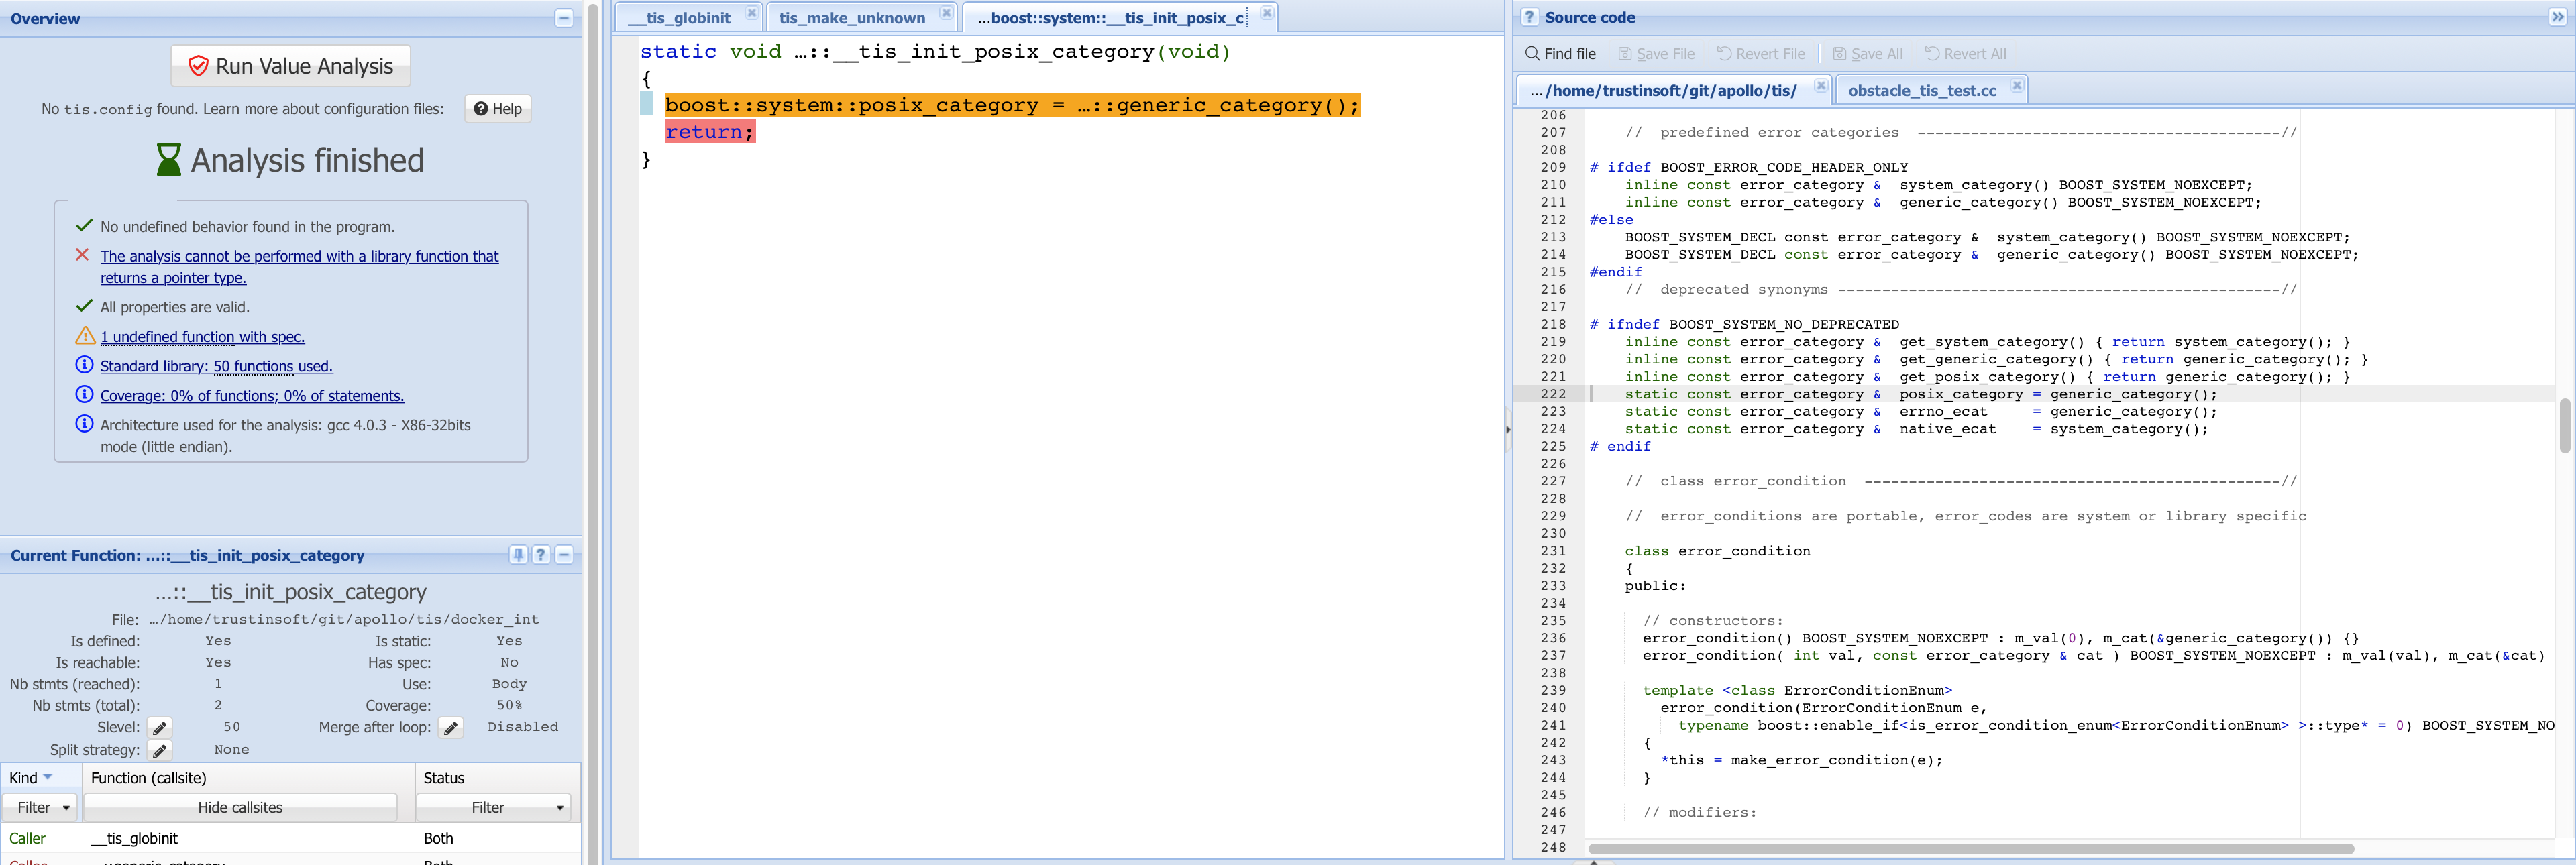 Overview
Run Value Analysis
No tis.config found. Learn more about configuration files: Help
Analysis finished
No undefined behavior found in the program.
The analysis cannot be performed with a library function that
returns a pointer type.
All properties are valid.
1 undefined function with spec.
Standard library: 50 functions used.
Coverage: 0% of functions; 0% of statements.
Architecture used for the analysis: gcc 4.0.3 - X86-32bits
mode (little endian).
Current Function: ...::__tis_init_posix_category
...::__tis_init_posix_category
File: .../home/trustinsoft/git/apollo/tis/docker_int
Is defined: Yes Is static: Yes
Is reachable: Yes Has spec: No
Nb stmts (reached): 1 Use: Body
Nb stmts (total): 2 Coverage: 50%
Slevel: 50 Merge after loop: Disabled
Split strategy: None
Kind Function (callsite) Status
Filter Hide callsites Filter
Caller __tis_globinit Both
__tis_globinit tis_make_unknown ...boost::system::__tis_init_posix_c
static void …::__tis_init_posix_category(void)
{
boost::system::posix_category = …::generic_category();
return;
}
Source code
Find file Save File Revert File Save All Revert All
.../home/trustinsoft/git/apollo/tis/ obstacle_tis_test.cc
206
207 // predefined error categories -----------------------------------------//
208
209 # ifdef BOOST_ERROR_CODE_HEADER_ONLY
210 inline const error_category & system_category() BOOST_SYSTEM_NOEXCEPT;
211 inline const error_category & generic_category() BOOST_SYSTEM_NOEXCEPT;
212 #else
213 BOOST_SYSTEM_DECL const error_category & system_category() BOOST_SYSTEM_NOEXCEPT;
214 BOOST_SYSTEM_DECL const error_category & generic_category() BOOST_SYSTEM_NOEXCEPT;
215 #endif
216 // deprecated synonyms --------------------------------------------------//
217
218 # ifndef BOOST_SYSTEM_NO_DEPRECATED
219 inline const error_category & get_system_category() { return system_category(); }
220 inline const error_category & get_generic_category() { return generic_category(); }
221 inline const error_category & get_posix_category() { return generic_category(); }
222 static const error_category & posix_category = generic_category();
223 static const error_category & errno_ecat = generic_category();
224 static const error_category & native_ecat = system_category();
225 # endif
226
227 // class error_condition -----------------------------------------------//
228
229 // error_conditions are portable, error_codes are system or library specific
230
231 class error_condition
232 {
233 public:
234
235 // constructors:
236 error_condition() BOOST_SYSTEM_NOEXCEPT : m_val(0), m_cat(&generic_category()) {}
237 error_condition( int val, const error_category & cat ) BOOST_SYSTEM_NOEXCEPT : m_val(val), m_cat(&cat)
238
239 template <class ErrorConditionEnum>
240 error_condition(ErrorConditionEnum e,
241 typename boost::enable_if<is_error_condition_enum<ErrorConditionEnum> >::type* = 0) BOOST_SYSTEM_NO
242 {
243 *this = make_error_condition(e);
244 }
245
246 // modifiers:
247
248